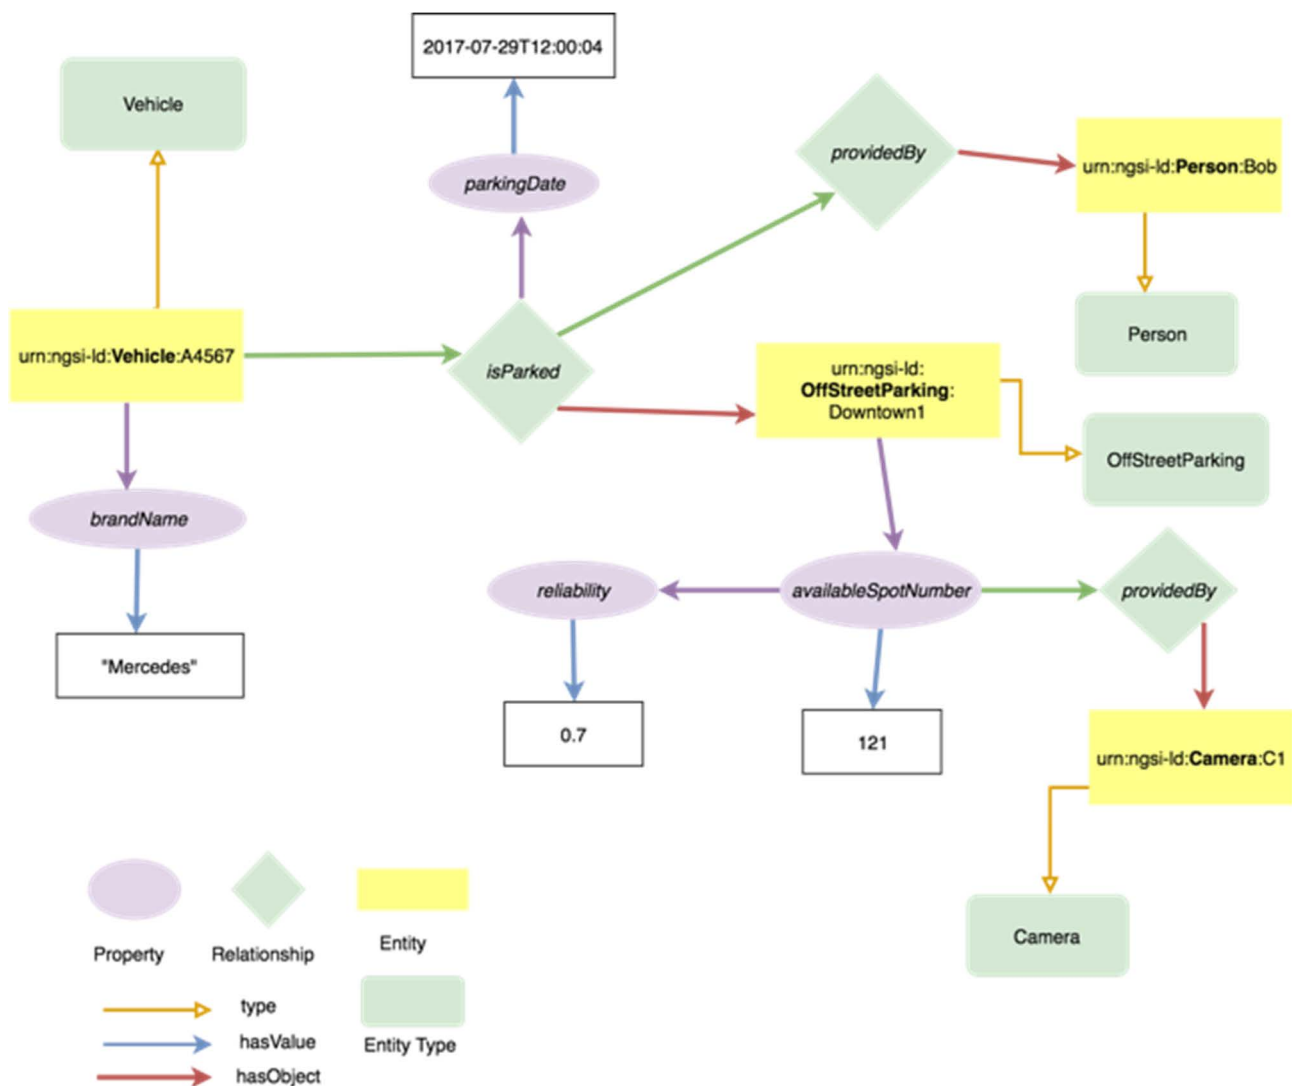 2017-07-29T12:00:04
Vehicle
providedBy
urn:ngsi-ld:Person:Bob
parkingDate
Person
urn:ngsi-ld:Vehicle:A4567
isParked
urn:ngsi-ld:
OffStreetParking:
Downtown1
OffStreetParking
brandName
reliability
availableSpotNumber
providedBy
"Mercedes"
0.7
121
urn:ngsi-ld:Camera:C1
Camera
Property
Relationship
Entity
type
hasValue
Entity Type
hasObject